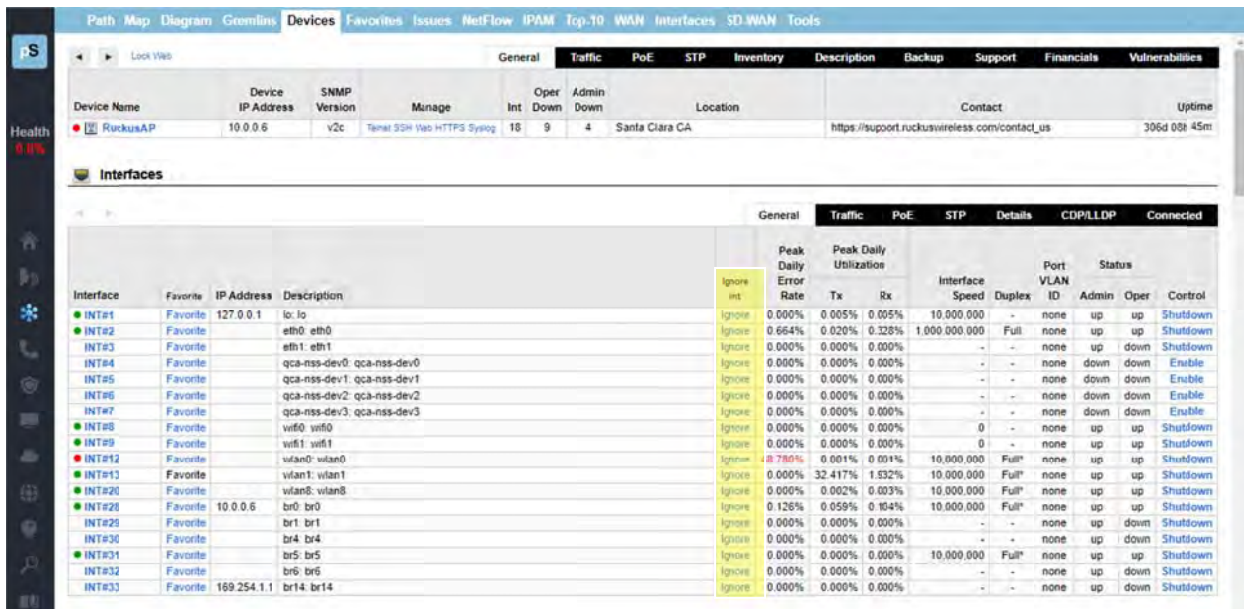 Path Map Diagram Gremlins Devices Favorites Issues NetFlow IPAM Top-10 WAN Interfaces SD-WAN Tools
pS
Lock Web
General Traffic PoE STP Inventory Description Backup Support Financials Vulnerabilities
Device Name Device IP Address SNMP Version Manage Int Oper Down Admin Down Location Contact Uptime
RuckusAP 10.0.0.6 v2c Telnet SSH Web HTTPS Syslog 18 9 4 Santa Clara CA https://support.ruckuswireless.com/contact_us 306d 08h 45m
Health
0.0%
Interfaces
General Traffic PoE STP Details CDP/LLDP Connected
Interface Favorite IP Address Description Ignore Int Peak Daily Error Rate Peak Daily Utilization Tx Rx Interface Speed Duplex Port VLAN ID Status Admin Oper Control
INT#1 Favorite 127.0.0.1 lo: lo Ignore 0.000% 0.005% 0.005% 10,000,000 - none up up Shutdown
INT#2 Favorite eth0: eth0 Ignore 0.664% 0.020% 0.328% 1,000,000,000 Full none up up Shutdown
INT#3 Favorite eth1: eth1 Ignore 0.000% 0.000% 0.000% - - none up down Shutdown
INT#4 Favorite qca-nss-dev0: qca-nss-dev0 Ignore 0.000% 0.000% 0.000% - - none down down Enable
INT#5 Favorite qca-nss-dev1: qca-nss-dev1 Ignore 0.000% 0.000% 0.000% - - none down down Enable
INT#6 Favorite qca-nss-dev2: qca-nss-dev2 Ignore 0.000% 0.000% 0.000% - - none down down Enable
INT#7 Favorite qca-nss-dev3: qca-nss-dev3 Ignore 0.000% 0.000% 0.000% - - none down down Enable
INT#8 Favorite wifi0: wifi0 Ignore 0.000% 0.000% 0.000% 0 - none up up Shutdown
INT#9 Favorite wifi1: wifi1 Ignore 0.000% 0.000% 0.000% 0 - none up up Shutdown
INT#12 Favorite wlan0: wlan0 Ignore 0.001% 0.001% 10,000,000 Full* none up up Shutdown
INT#13 Favorite wlan1: wlan1 Ignore 0.000% 32.417% 1.532% 10,000,000 Full* none up up Shutdown
INT#20 Favorite wlan8: wlan8 Ignore 0.000% 0.002% 0.003% 10,000,000 Full* none up up Shutdown
INT#28 Favorite 10.0.0.6 br0: br0 Ignore 0.126% 0.059% 0.104% 10,000,000 Full* none up up Shutdown
INT#29 Favorite br1: br1 Ignore 0.000% 0.000% 0.000% - - none up down Shutdown
INT#30 Favorite br4: br4 Ignore 0.000% 0.000% 0.000% - - none up down Shutdown
INT#31 Favorite br5: br5 Ignore 0.000% 0.000% 0.000% 10,000,000 Full* none up up Shutdown
INT#32 Favorite br6: br6 Ignore 0.000% 0.000% 0.000% - - none up down Shutdown
INT#33 Favorite 169.254.1.1 br14: br14 Ignore 0.000% 0.000% 0.000% - - none up down Shutdown